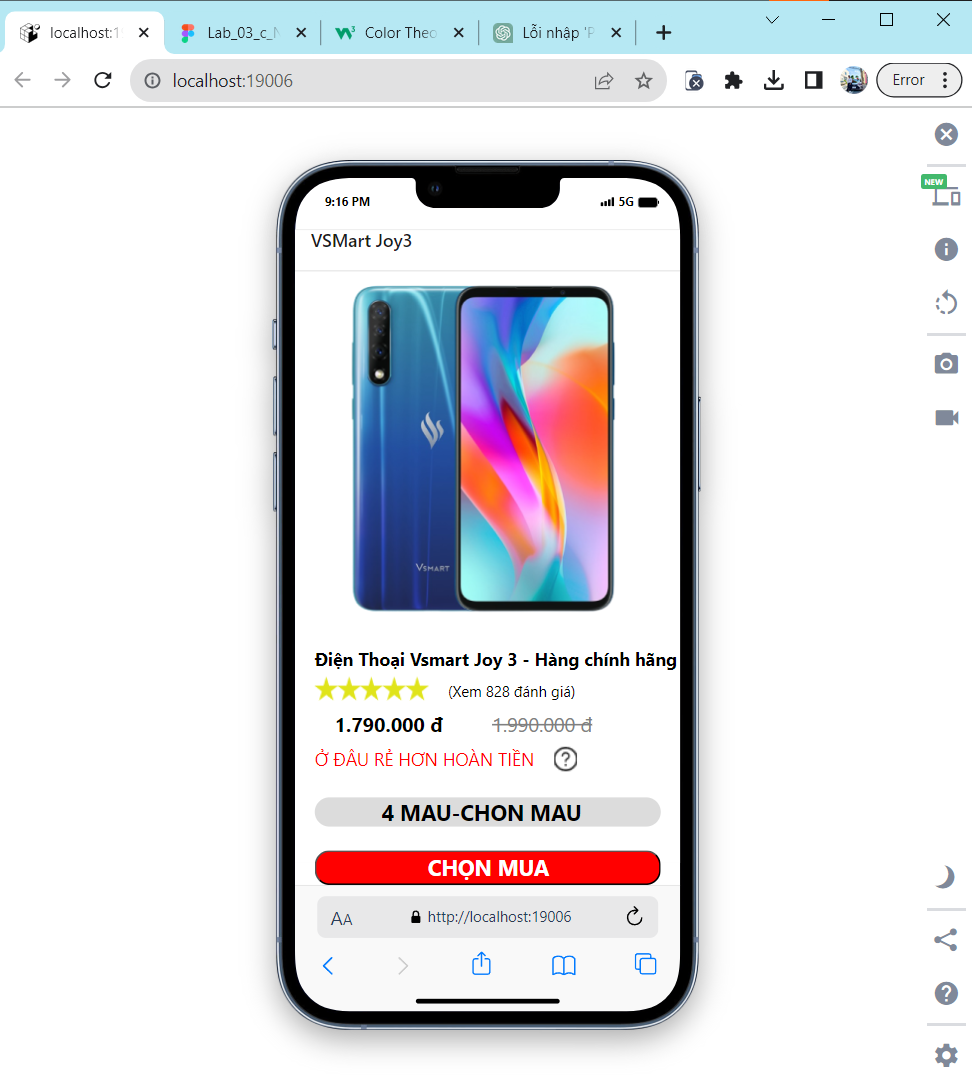 localhost:1
Lab_03_c_N
Color Theo
Lỗi nhập 'P
localhost:19006
Error
NEW
9:16 PM
5G
VSMart Joy3
VSMART
Điện Thoại Vsmart Joy 3 - Hàng chính hãng
(Xem 828 đánh giá)
1.790.000 đ 1.990.000 đ
Ở ĐÂU RẺ HƠN HOÀN TIỀN ?
4 MAU-CHON MAU
CHỌN MUA
AA http://localhost:19006